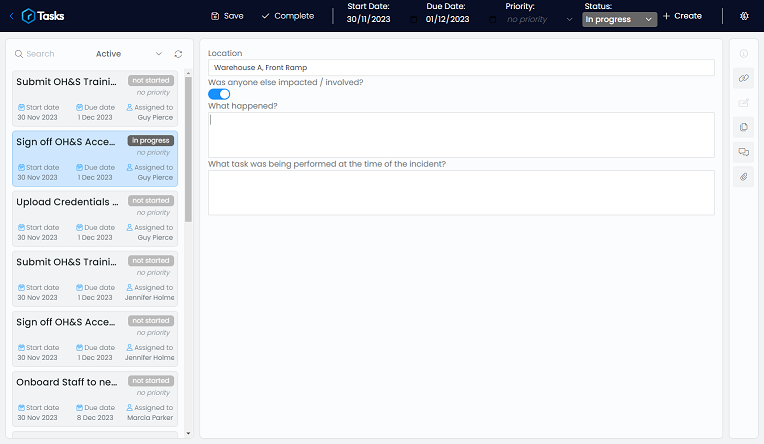 Tasks
Save
Complete
Start Date:
30/11/2023
Due Date:
01/12/2023
Priority:
no priority
Status:
In progress
Create
Search
Active
Submit OH&S Traini...
not started
no priority
Start date
30 Nov 2023
Due date
1 Dec 2023
Assigned to
Guy Pierce
Sign off OH&S Acce...
In progress
no priority
Start date
30 Nov 2023
Due date
1 Dec 2023
Assigned to
Guy Pierce
Upload Credentials ...
not started
no priority
Start date
30 Nov 2023
Due date
1 Dec 2023
Assigned to
Guy Pierce
Submit OH&S Traini...
not started
no priority
Start date
30 Nov 2023
Due date
1 Dec 2023
Assigned to
Jennifer Holme
Sign off OH&S Acce...
not started
no priority
Start date
30 Nov 2023
Due date
1 Dec 2023
Assigned to
Jennifer Holme
Onboard Staff to ne...
not started
no priority
Start date
30 Nov 2023
Due date
8 Dec 2023
Assigned to
Marcia Parker
Location
Warehouse A, Front Ramp
Was anyone else impacted / involved?
What happened?
What task was being performed at the time of the incident?